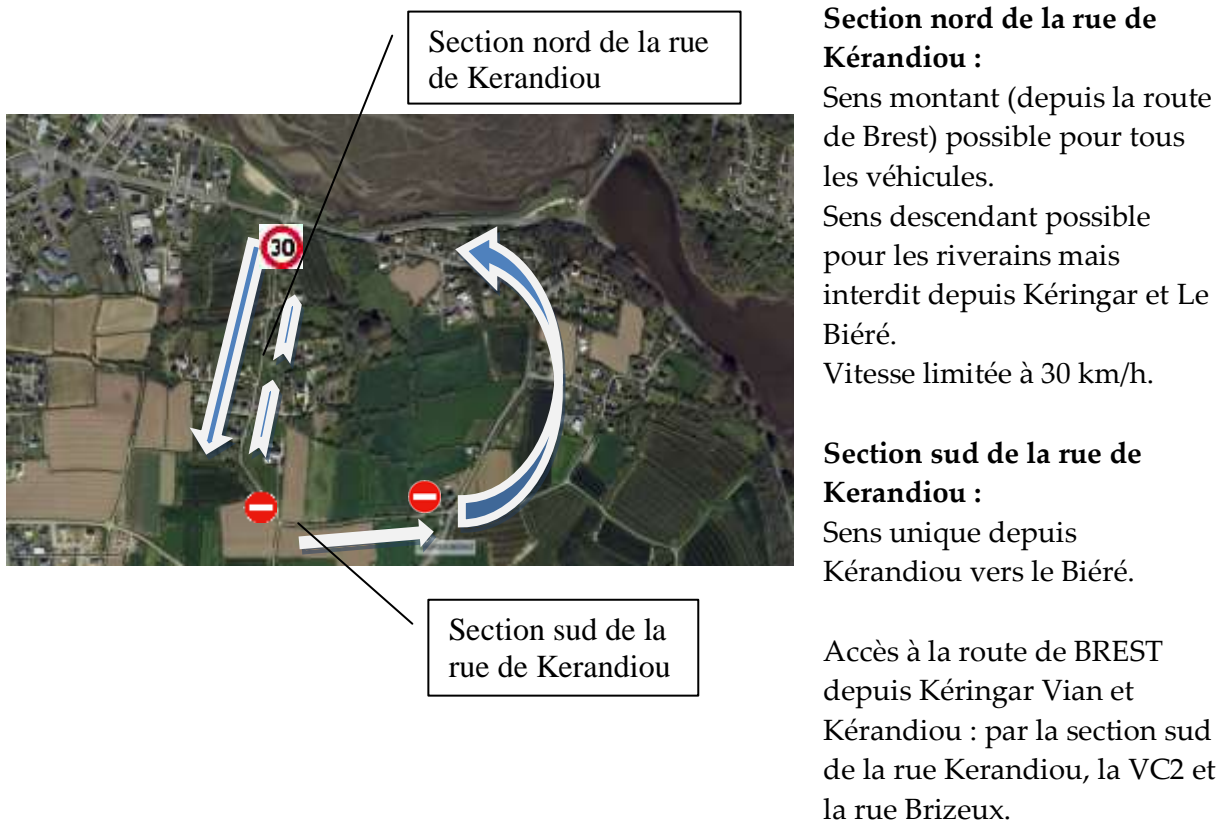 Section nord de la rue
de Kerandiou
30
Section sud de la
rue de Kerandiou
Section nord de la rue de
Kérandiou :
Sens montant (depuis la route
de Brest) possible pour tous
les véhicules.
Sens descendant possible
pour les riverains mais
interdit depuis Kéringar et Le
Biéré.
Vitesse limitée à 30 km/h.
Section sud de la rue de
Kerandiou :
Sens unique depuis
Kérandiou vers le Biéré.
Accès à la route de BREST
depuis Kéringar Vian et
Kérandiou : par la section sud
de la rue Kerandiou, la VC2 et
la rue Brizeux.